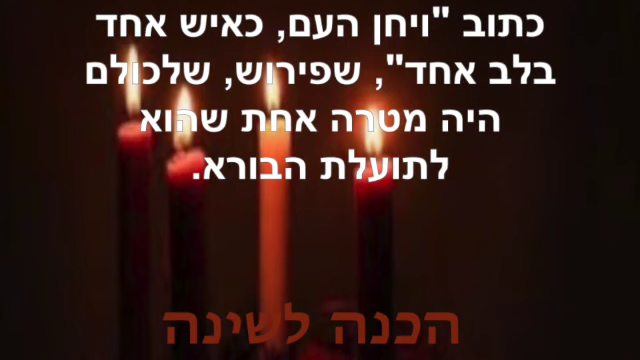 כתוב "ויחן העם, כאיש אחד
בלב אחד", שפירוש, שלכולם
היה מטרה אחת שהוא
לתועלת הבורא.
הכנה לשינה